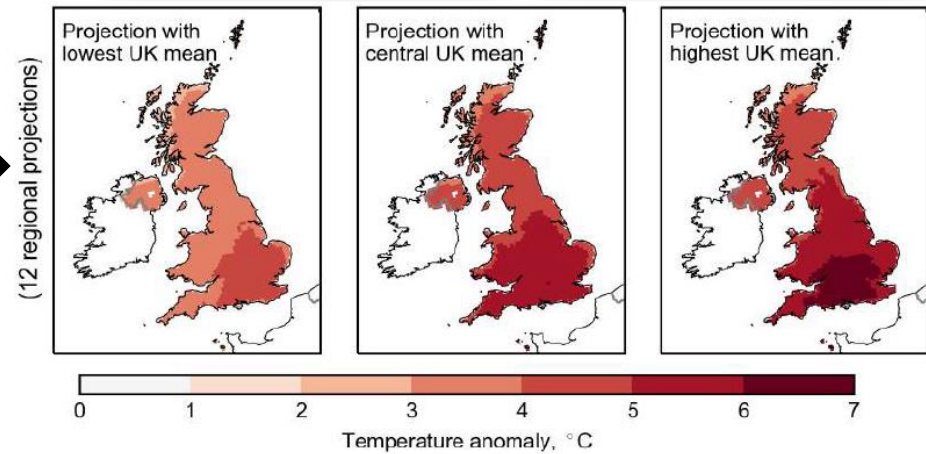 (12 regional projections)
Projection with
lowest UK mean
Projection with
central UK mean
Projection with
highest UK mean
0 1 2 3 4 5 6 7
Temperature anomaly, °C